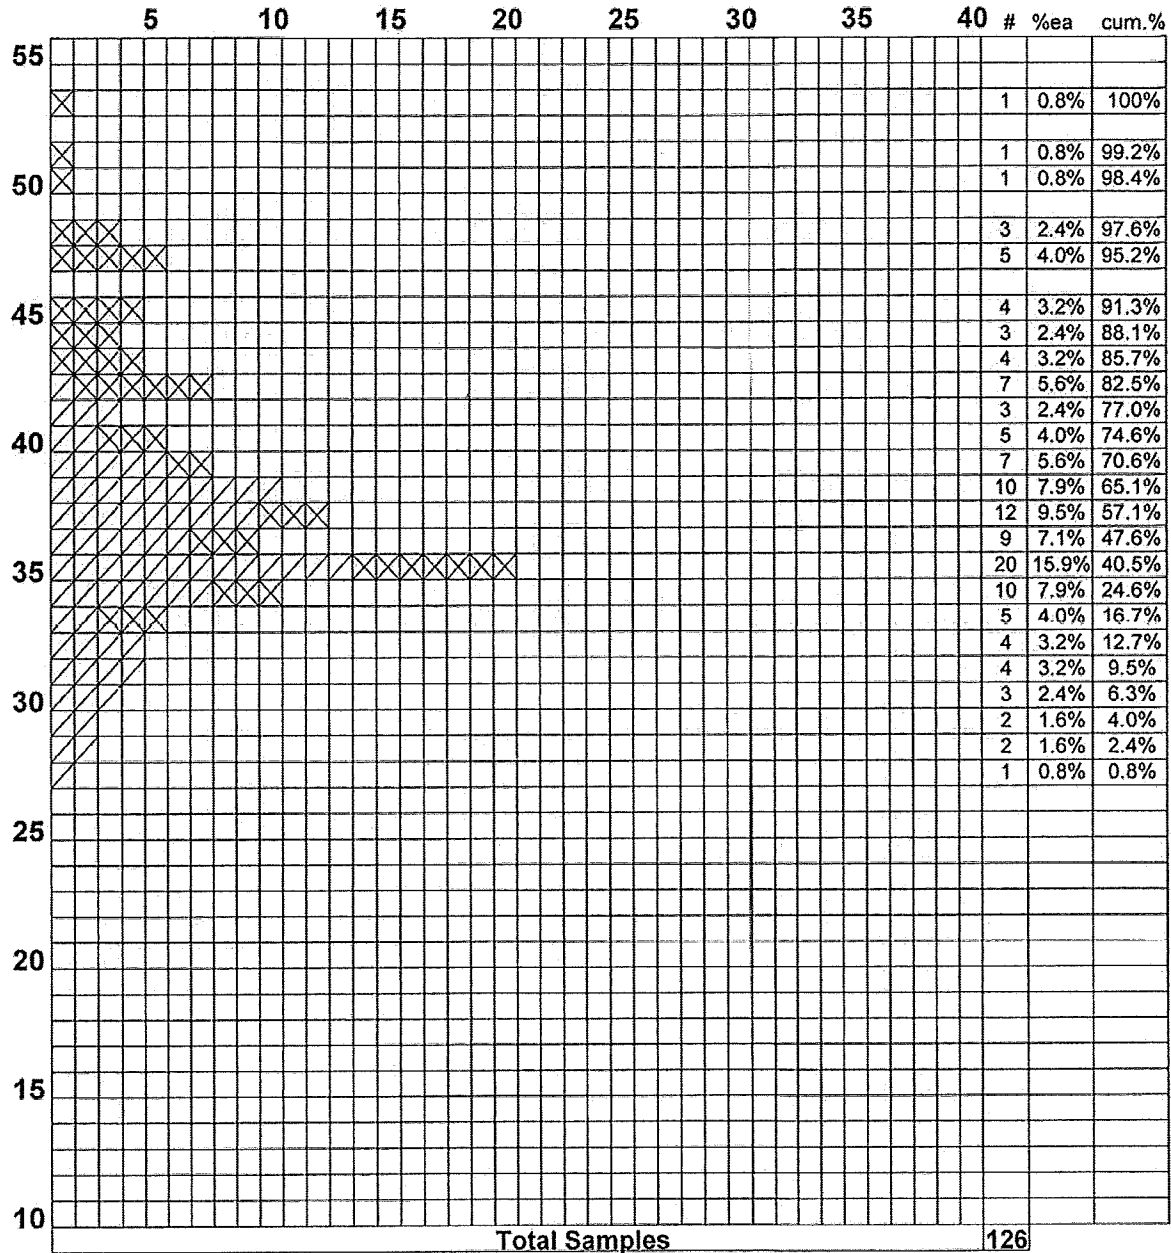 5 10 15 20 25 30 35 40 # %ea cum.%
55
1 0.8% 100%
1 0.8% 99.2%
50 1 0.8% 98.4%
3 2.4% 97.6%
5 4.0% 95.2%
45 4 3.2% 91.3%
3 2.4% 88.1%
4 3.2% 85.7%
7 5.6% 82.5%
3 2.4% 77.0%
40 5 4.0% 74.6%
7 5.6% 70.6%
10 7.9% 65.1%
12 9.5% 57.1%
9 7.1% 47.6%
35 20 15.9% 40.5%
10 7.9% 24.6%
5 4.0% 16.7%
4 3.2% 12.7%
4 3.2% 9.5%
30 3 2.4% 6.3%
2 1.6% 4.0%
2 1.6% 2.4%
1 0.8% 0.8%
25
20
15
10
Total Samples 126